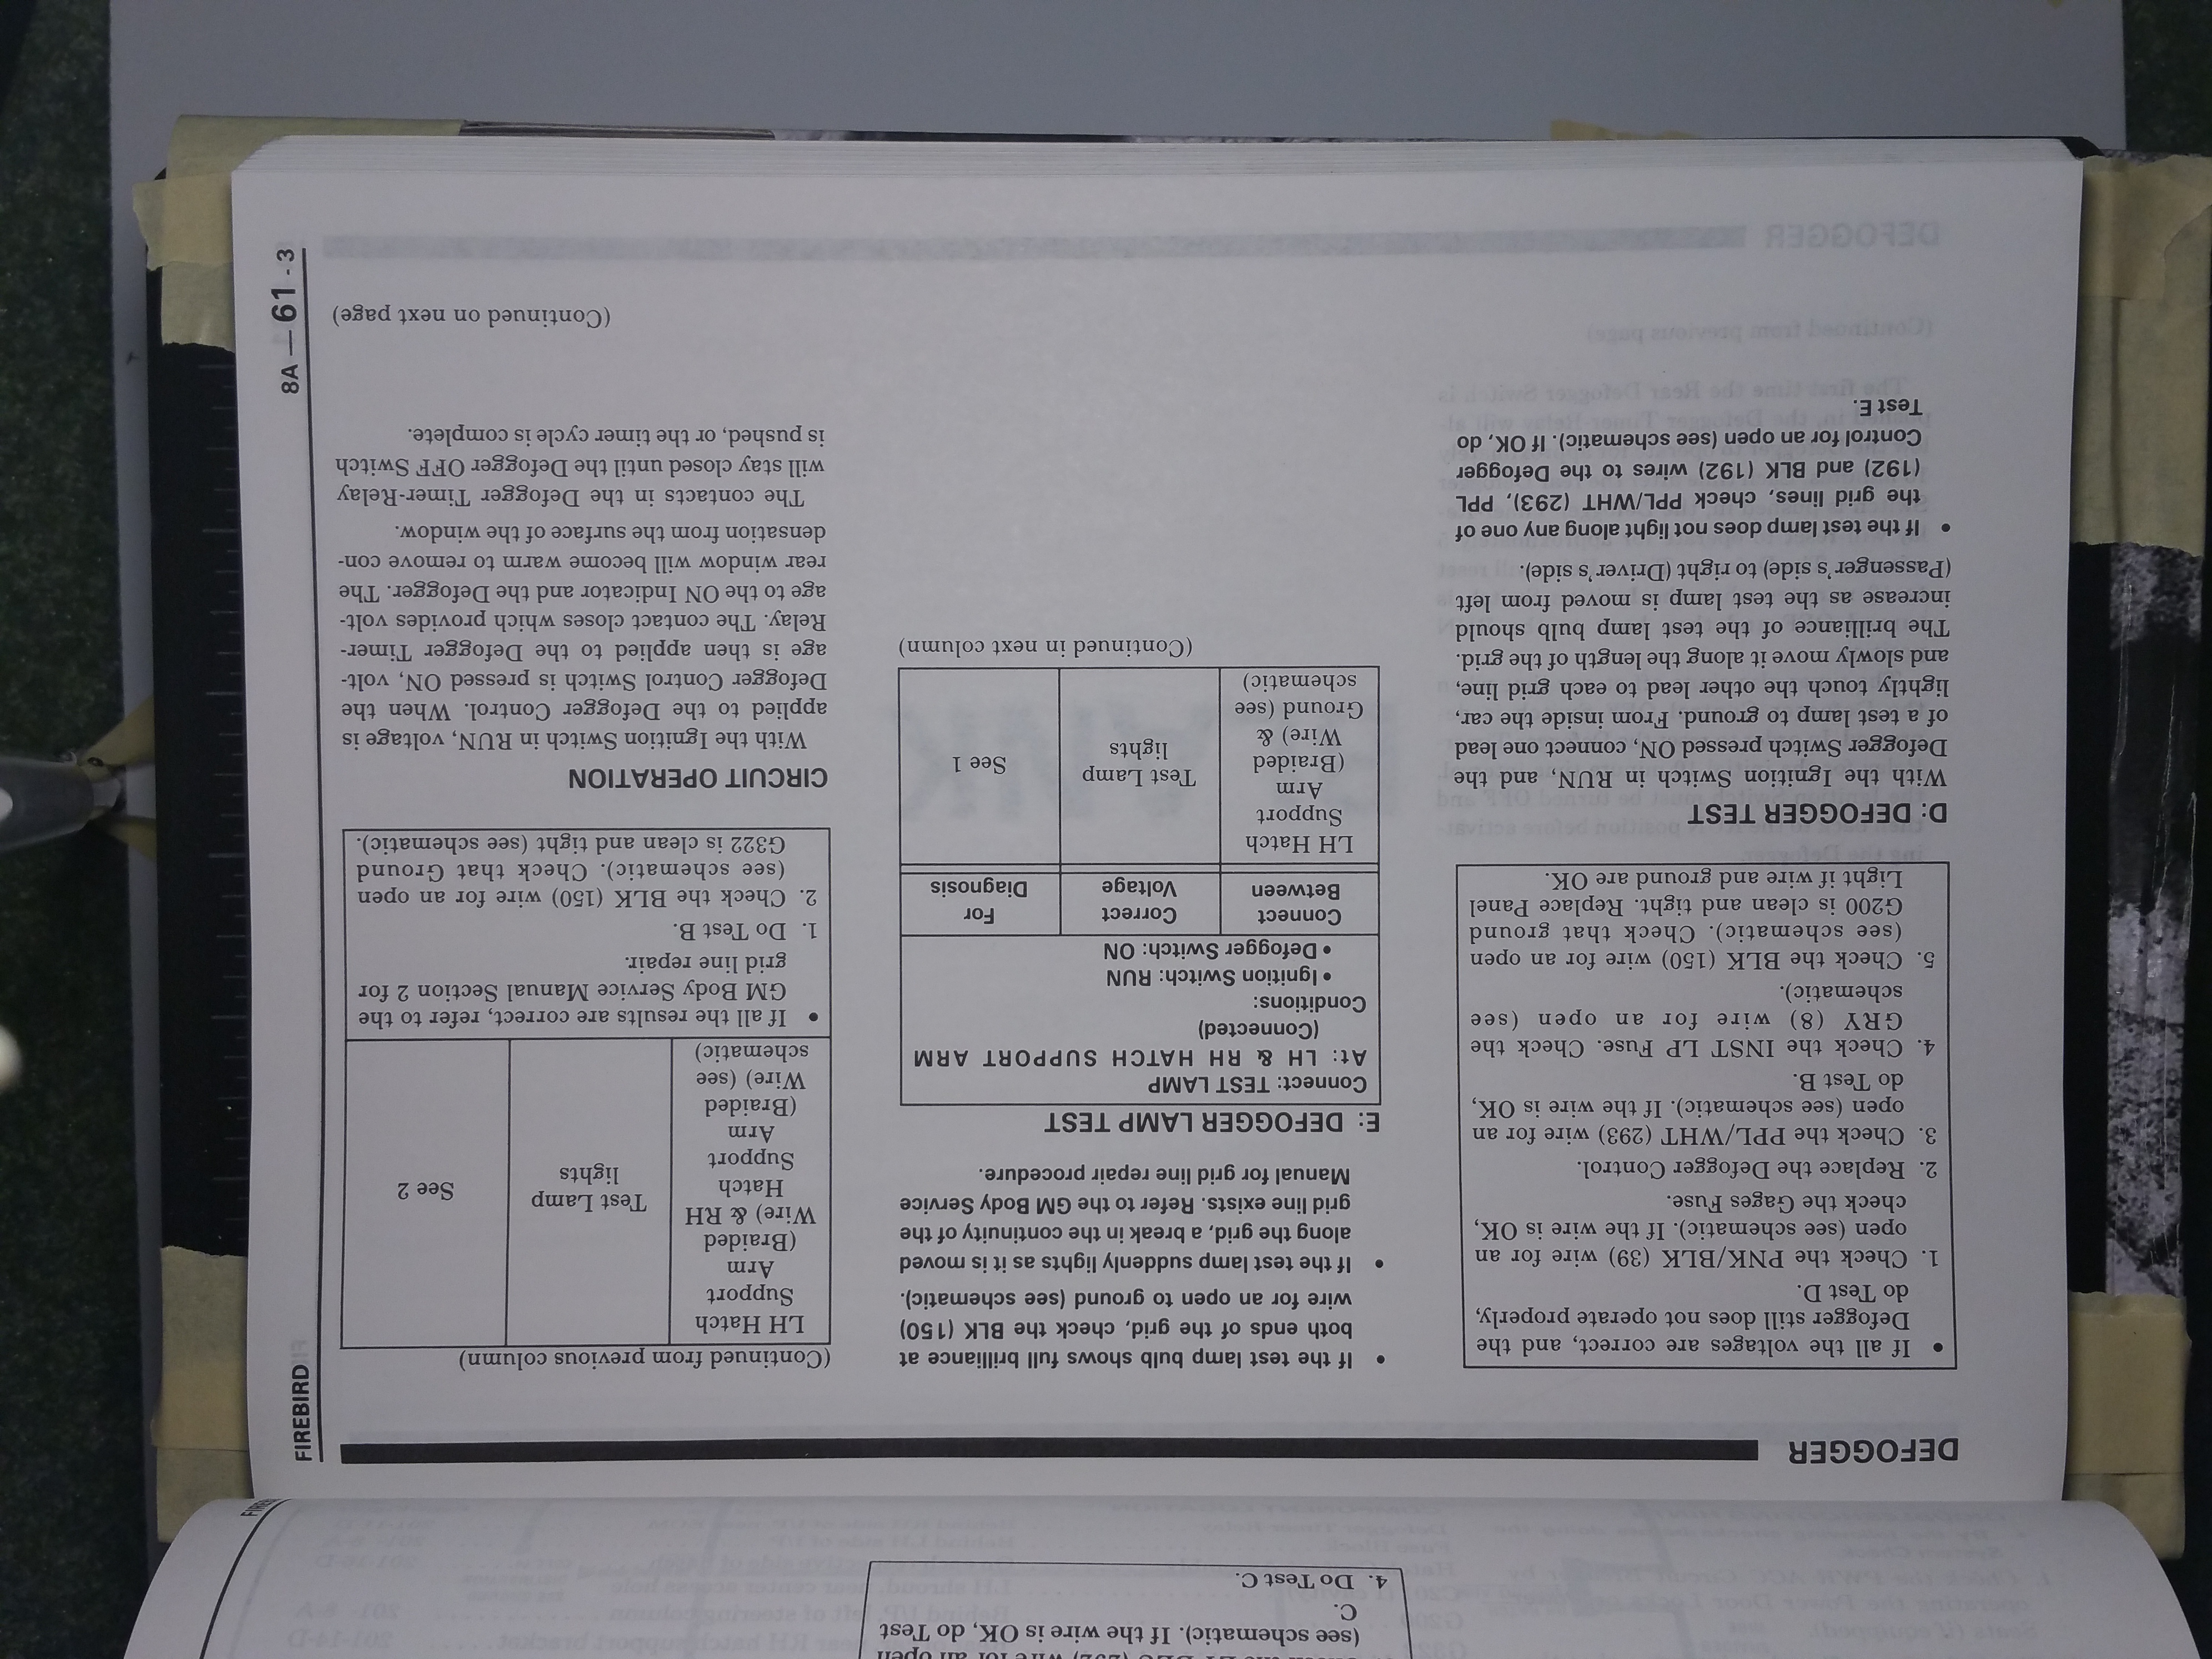 (see schematic). If the wire is OK, do Test
C.
4. Do Test C.
DEFOGGER
FIREBIRD
• If all the voltages are correct, and the
Defogger still does not operate properly,
do Test D.
1. Check the PNK/BLK (39) wire for an
open (see schematic). If the wire is OK,
check the Gages Fuse.
2. Replace the Defogger Control.
3. Check the PPL/WHT (293) wire for an
open (see schematic). If the wire is OK,
do Test B.
4. Check the INST LP Fuse. Check the
GRY (8) wire for an open (see
schematic).
5. Check the BLK (150) wire for an open
(see schematic). Check that ground
G200 is clean and tight. Replace Panel
Light if wire and ground are OK.
D: DEFOGGER TEST
With the Ignition Switch in RUN, and the
Defogger Switch pressed ON, connect one lead
of a test lamp to ground. From inside the car,
lightly touch the other lead to each grid line,
and slowly move it along the length of the grid.
The brilliance of the test lamp bulb should
increase as the test lamp is moved from left
(Passenger's side) to right (Driver's side).
• If the test lamp does not light along any one of
the grid lines, check PPL/WHT (293), PPL
(192) and BLK (192) wires to the Defogger
Control for an open (see schematic). If OK, do
Test E.
• If the test lamp bulb shows full brilliance at
both ends of the grid, check the BLK (150)
wire for an open to ground (see schematic).
• If the test lamp suddenly lights as it is moved
along the grid, a break in the continuity of the
grid line exists. Refer to the GM Body Service
Manual for grid line repair procedure.
E: DEFOGGER LAMP TEST
Connect: TEST LAMP
At: LH & RH HATCH SUPPORT ARM
(Connected)
Conditions:
• Ignition Switch: RUN
• Defogger Switch: ON
Connect
Between
Correct
Voltage
For
Diagnosis
LH Hatch
Support
Arm
(Braided
Wire) &
Ground (see
schematic)
Test Lamp
lights
See 1
(Continued in next column)
(Continued from previous column)
LH Hatch
Support
Arm
(Braided
Wire) & RH
Hatch
Support
Arm
(Braided
Wire) (see
schematic)
Test Lamp
lights
See 2
• If all the results are correct, refer to the
GM Body Service Manual Section 2 for
grid line repair.
1. Do Test B.
2. Check the BLK (150) wire for an open
(see schematic). Check that Ground
G322 is clean and tight (see schematic).
CIRCUIT OPERATION
With the Ignition Switch in RUN, voltage is
applied to the Defogger Control. When the
Defogger Control Switch is pressed ON, volt-
age is then applied to the Defogger Timer-
Relay. The contact closes which provides volt-
age to the ON Indicator and the Defogger. The
rear window will become warm to remove con-
densation from the surface of the window.
The contacts in the Defogger Timer-Relay
will stay closed until the Defogger OFF Switch
is pushed, or the timer cycle is complete.
(Continued on next page)
8A — 61 - 3